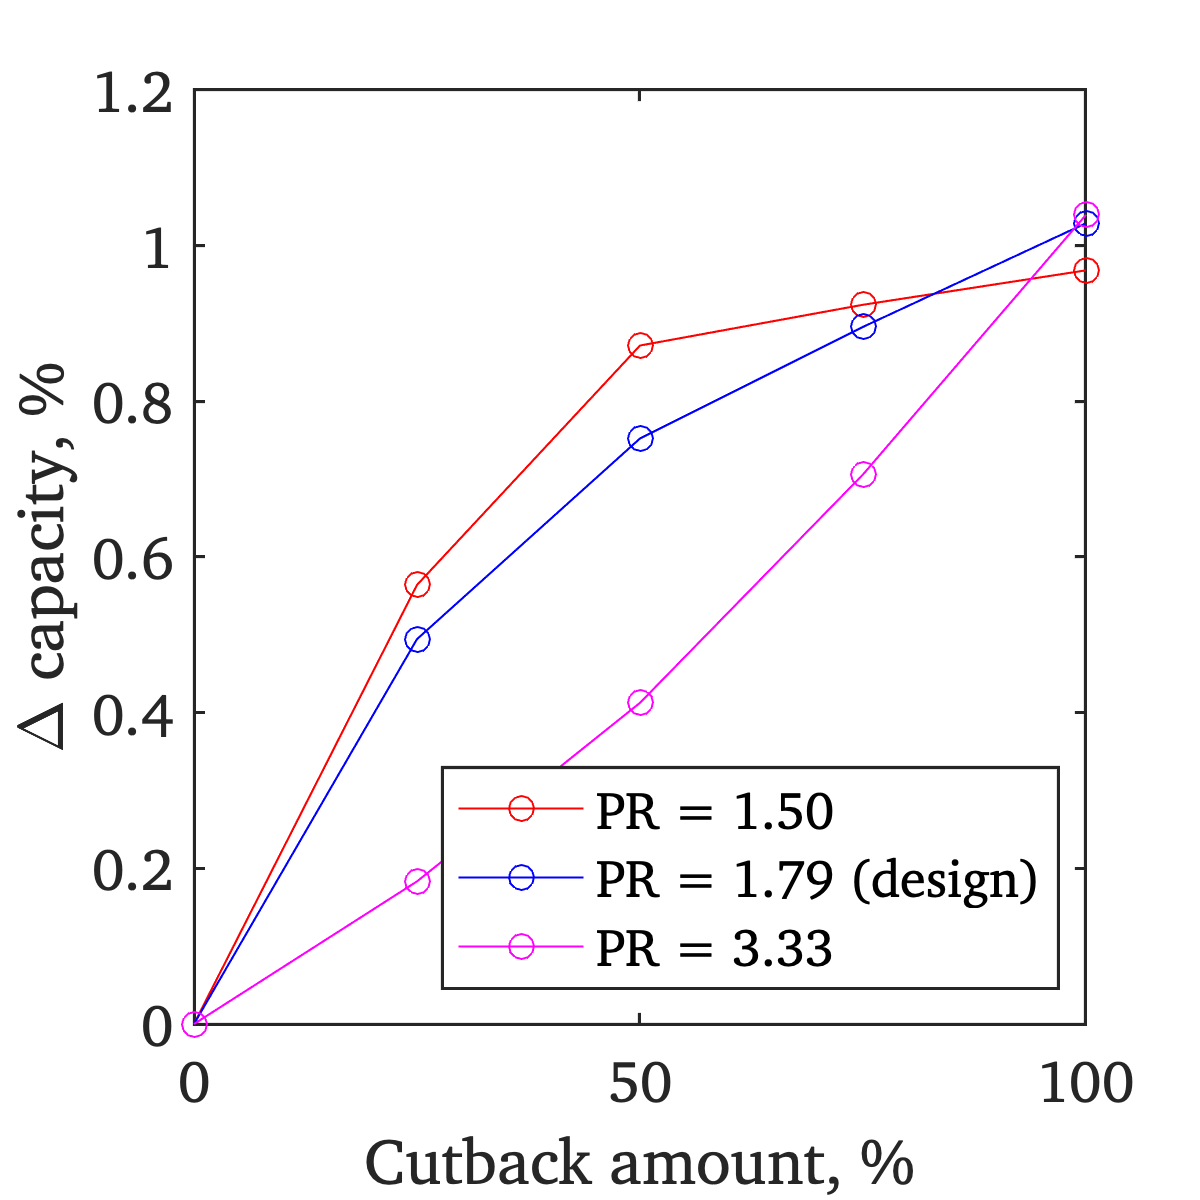 1.2
1
0.8
0.6
0.4
0.2
0
Δ capacity, %
PR = 1.50
PR = 1.79 (design)
PR = 3.33
0 50 100
Cutback amount, %